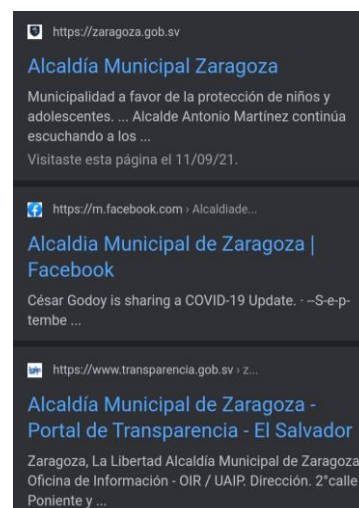 https://zaragoza.gob.sv
Alcaldía Municipal Zaragoza
Municipalidad a favor de la protección de niños y
adolescentes. ... Alcalde Antonio Martínez continúa
escuchando a los ...
Visitaste esta página el 11/09/21.
https://m.facebook.com › Alcaldiade...
Alcaldia Municipal de Zaragoza |
Facebook
César Godoy is sharing a COVID-19 Update. · --S-e-p-
tembe ...
https://www.transparencia.gob.sv › z...
Alcaldía Municipal de Zaragoza -
Portal de Transparencia - El Salvador
Zaragoza, La Libertad Alcaldía Municipal de Zaragoza
Oficina de Información - OIR / UAIP. Dirección. 2°calle
Poniente y ...